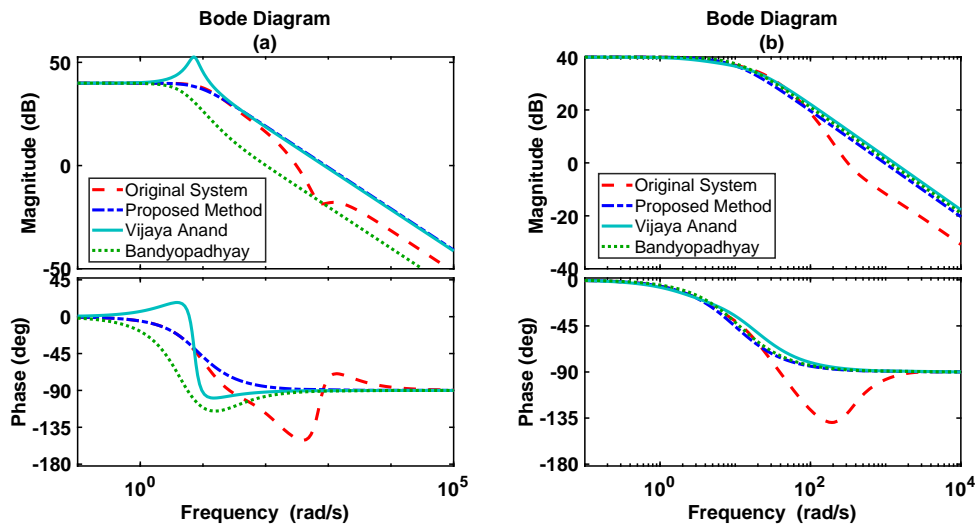 Bode Diagram
(a)
50
0
-50
Magnitude (dB)
Original System
Proposed Method
Vijaya Anand
Bandyopadhyay
45
0
-45
-90
-135
-180
Phase (deg)
10^0
10^5
Frequency (rad/s)
Bode Diagram
(b)
40
20
0
-20
-40
Magnitude (dB)
Original System
Proposed Method
Vijaya Anand
Bandyopadhyay
0
-45
-90
-135
-180
Phase (deg)
10^0
10^2
10^4
Frequency (rad/s)